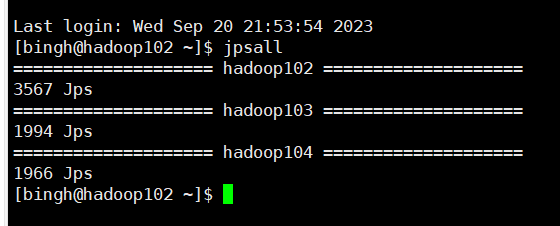 Last login: Wed Sep 20 21:53:54 2023
[bingh@hadoop102 ~]$ jpsall
==================== hadoop102 ====================
3567 Jps
==================== hadoop103 ====================
1994 Jps
==================== hadoop104 ====================
1966 Jps
[bingh@hadoop102 ~]$